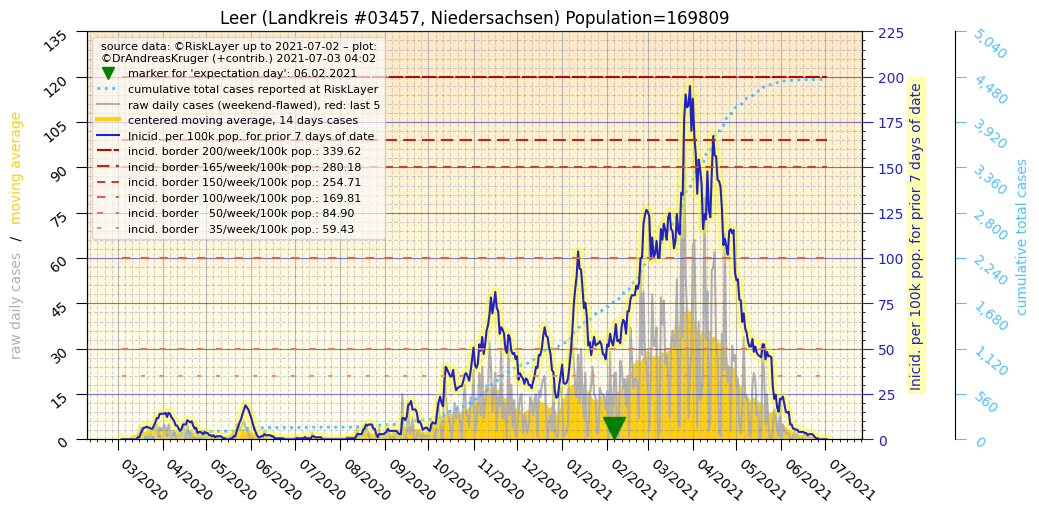 Leer (Landkreis #03457, Niedersachsen) Population=169809
source data: ©RiskLayer up to 2021-07-02 – plot:
©DrAndreasKruger (+contrib.) 2021-07-03 04:02
marker for 'expectation day': 06.02.2021
cumulative total cases reported at RiskLayer
raw daily cases (weekend-flawed), red: last 5
centered moving average, 14 days cases
Inicid. per 100k pop. for prior 7 days of date
incid. border 200/week/100k pop.: 339.62
incid. border 165/week/100k pop.: 280.18
incid. border 150/week/100k pop.: 254.71
incid. border 100/week/100k pop.: 169.81
incid. border   50/week/100k pop.: 84.90
incid. border   35/week/100k pop.: 59.43
raw daily cases   /   moving average
135
120
105
90
75
60
45
30
15
0
03/2020
04/2020
05/2020
06/2020
07/2020
08/2020
09/2020
10/2020
11/2020
12/2020
01/2021
02/2021
03/2021
04/2021
05/2021
06/2021
07/2021
225
200
175
150
125
100
75
50
25
0
Inicid. per 100k pop. for prior 7 days of date
5,040
4,480
3,920
3,360
2,800
2,240
1,680
1,120
560
0
cumulative total cases